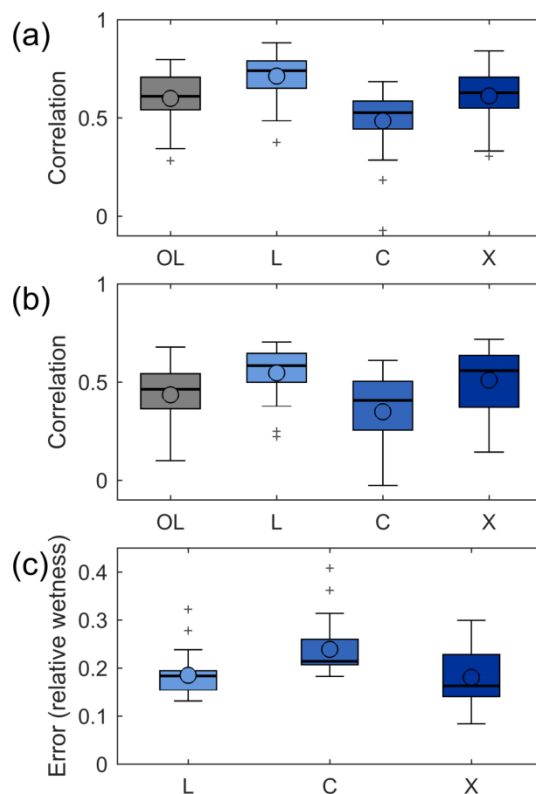 (a)
Correlation
1
0.5
0
OL L C X
(b)
Correlation
1
0.5
0
OL L C X
(c)
Error (relative wetness)
0.4
0.3
0.2
0.1
0
L C X